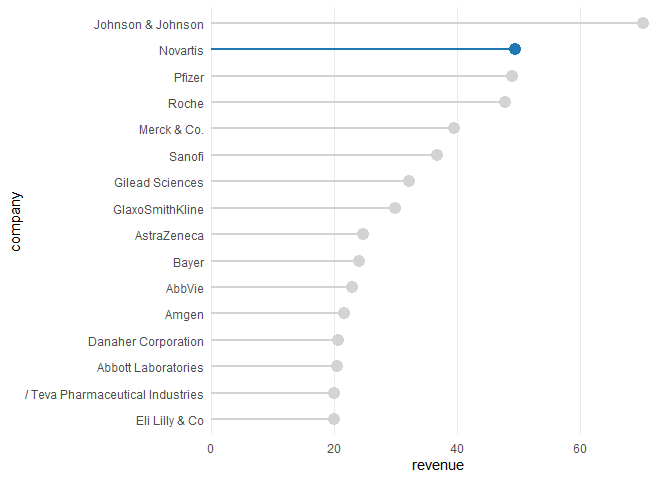 Johnson & Johnson
Novartis
Pfizer
Roche
Merck & Co.
Sanofi
Gilead Sciences
GlaxoSmithKline
AstraZeneca
Bayer
AbbVie
Amgen
Danaher Corporation
Abbott Laboratories
/ Teva Pharmaceutical Industries
Eli Lilly & Co
company
0 20 40 60
revenue